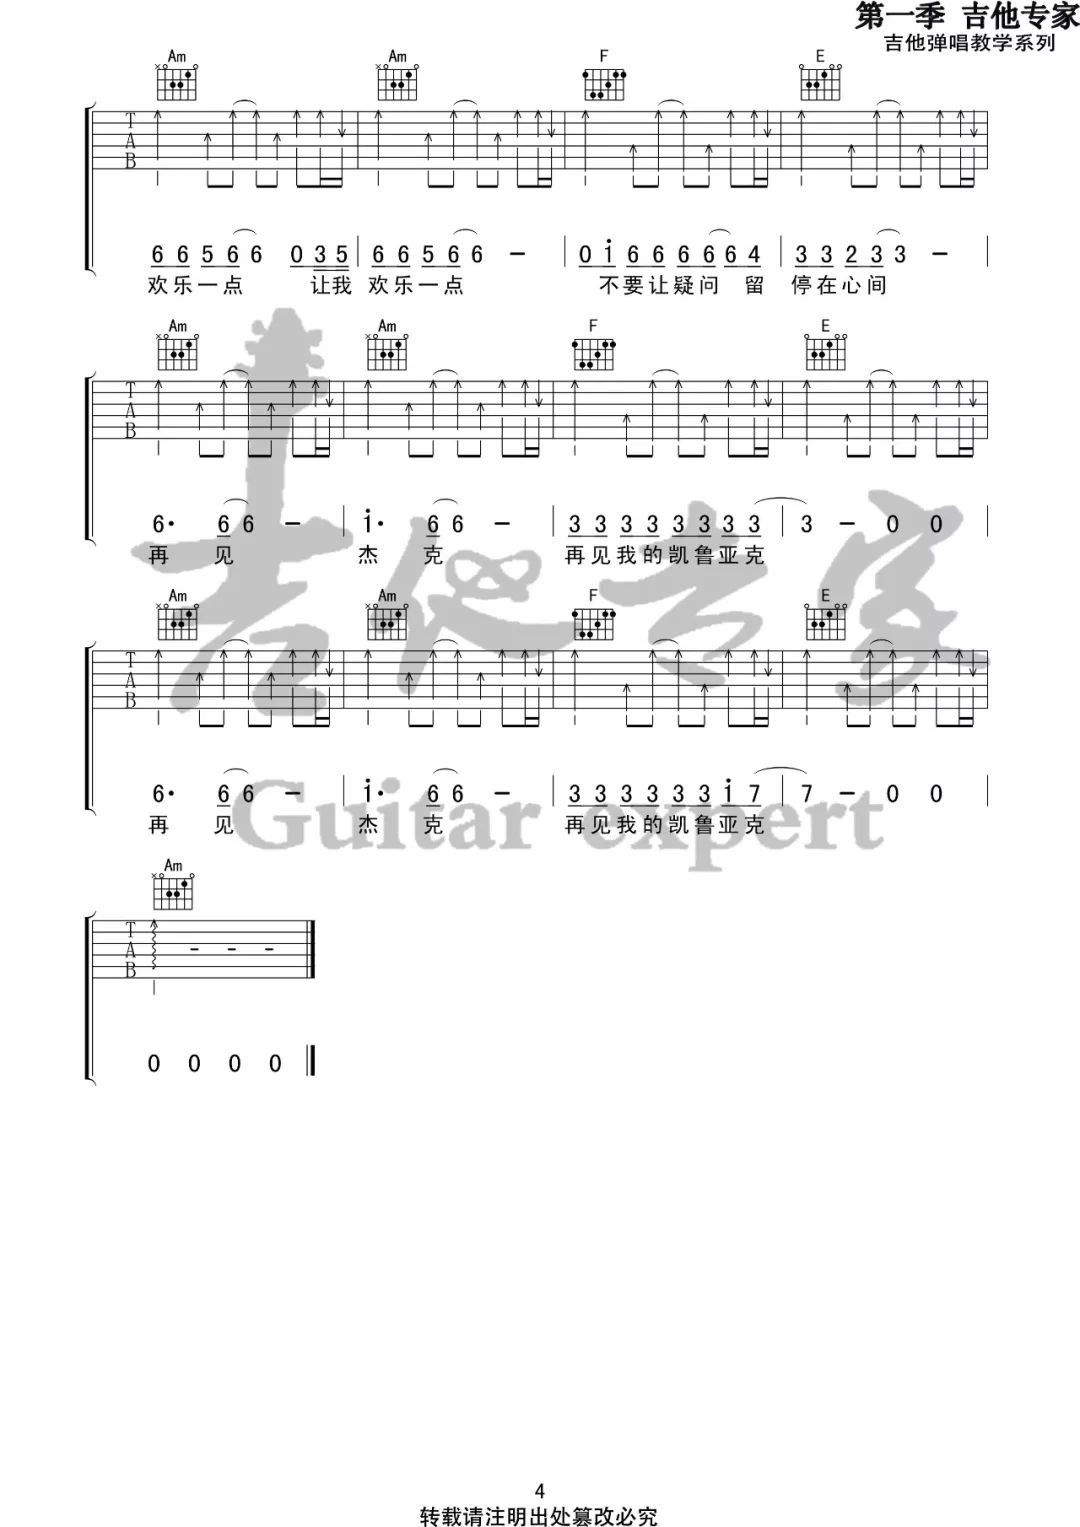 第一季 吉他专家
吉他弹唱教学系列
Am Am F E
T
A
B
6 6 5 6 6 0 3 5 6 6 5 6 6 - 0 i 6 6 6 6 6 4 3 3 2 3 3 -
欢乐一点 让我 欢乐一点 不要让疑问 留 停在心间
Am Am F E
T
A
B
6· 6 6 - i· 6 6 - 3 3 3 3 3 3 3 3 3 - 0 0
再 见 杰 克 再见我的凯鲁亚克
Am Am F E
T
A
B
6· 6 6 - i· 6 6 - 3 3 3 3 3 3 i 7 7 - 0 0
再 见 杰 克 再见我的凯鲁亚克
吉他专家
Guitar expert
Am
T
A - - -
B
0 0 0 0
4
转载请注明出处篡改必究